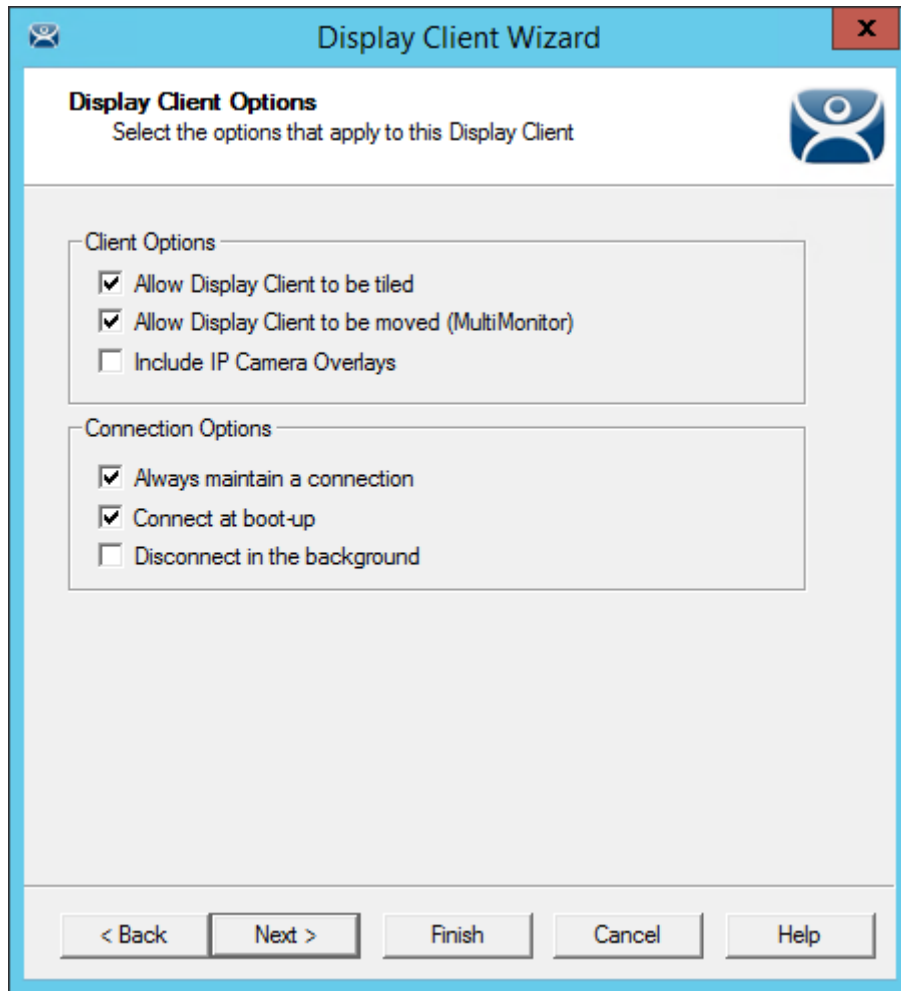 Display Client Wizard
x
Display Client Options
Select the options that apply to this Display Client
Client Options
Allow Display Client to be tiled
Allow Display Client to be moved (MultiMonitor)
Include IP Camera Overlays
Connection Options
Always maintain a connection
Connect at boot-up
Disconnect in the background
< Back Next > Finish Cancel Help